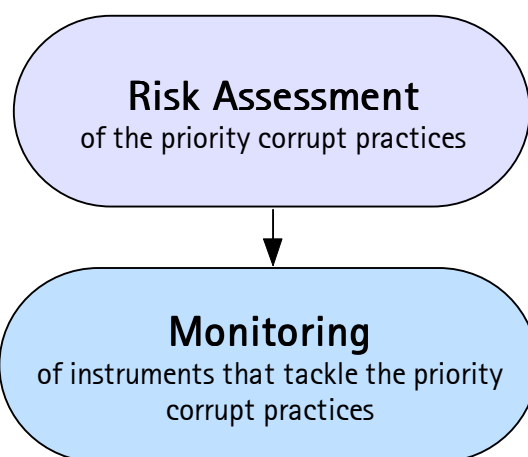 Risk Assessment
of the priority corrupt practices
Monitoring
of instruments that tackle the priority
corrupt practices